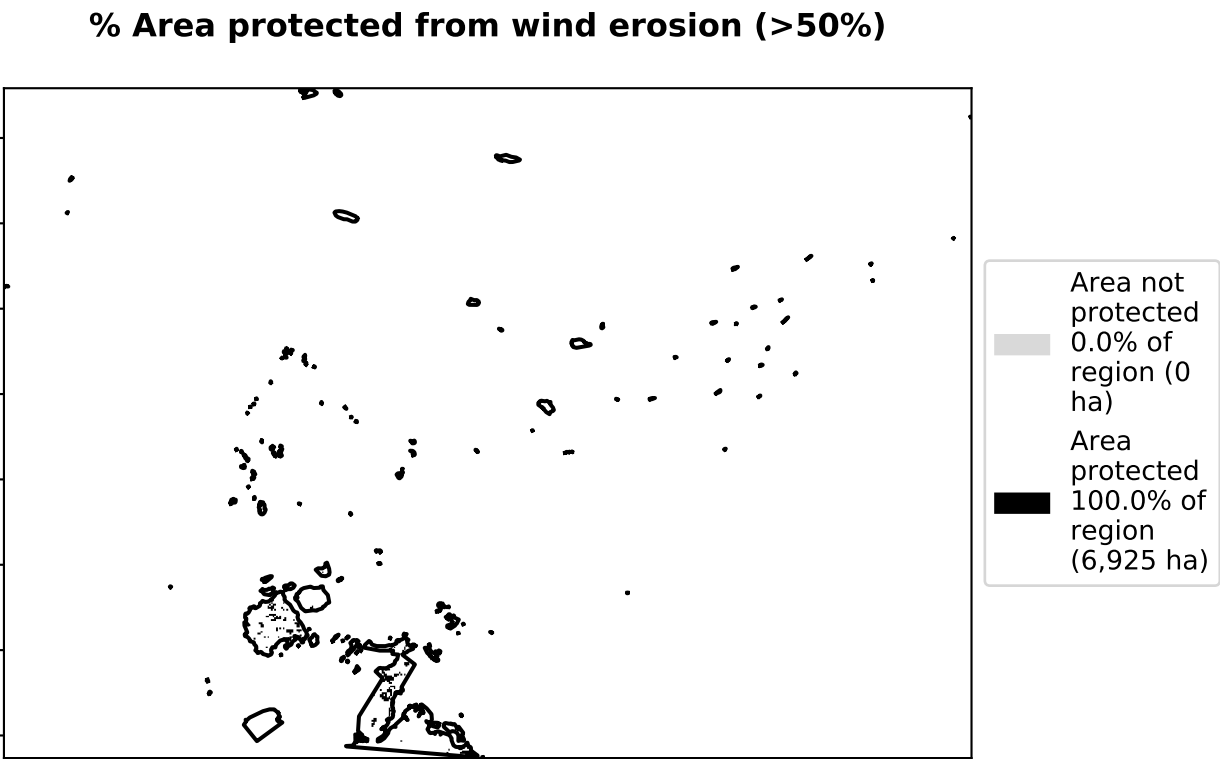 % Area protected from wind erosion (>50%)
Area not
protected
0.0% of
region (0
ha)
Area
protected
100.0% of
region
(6,925 ha)